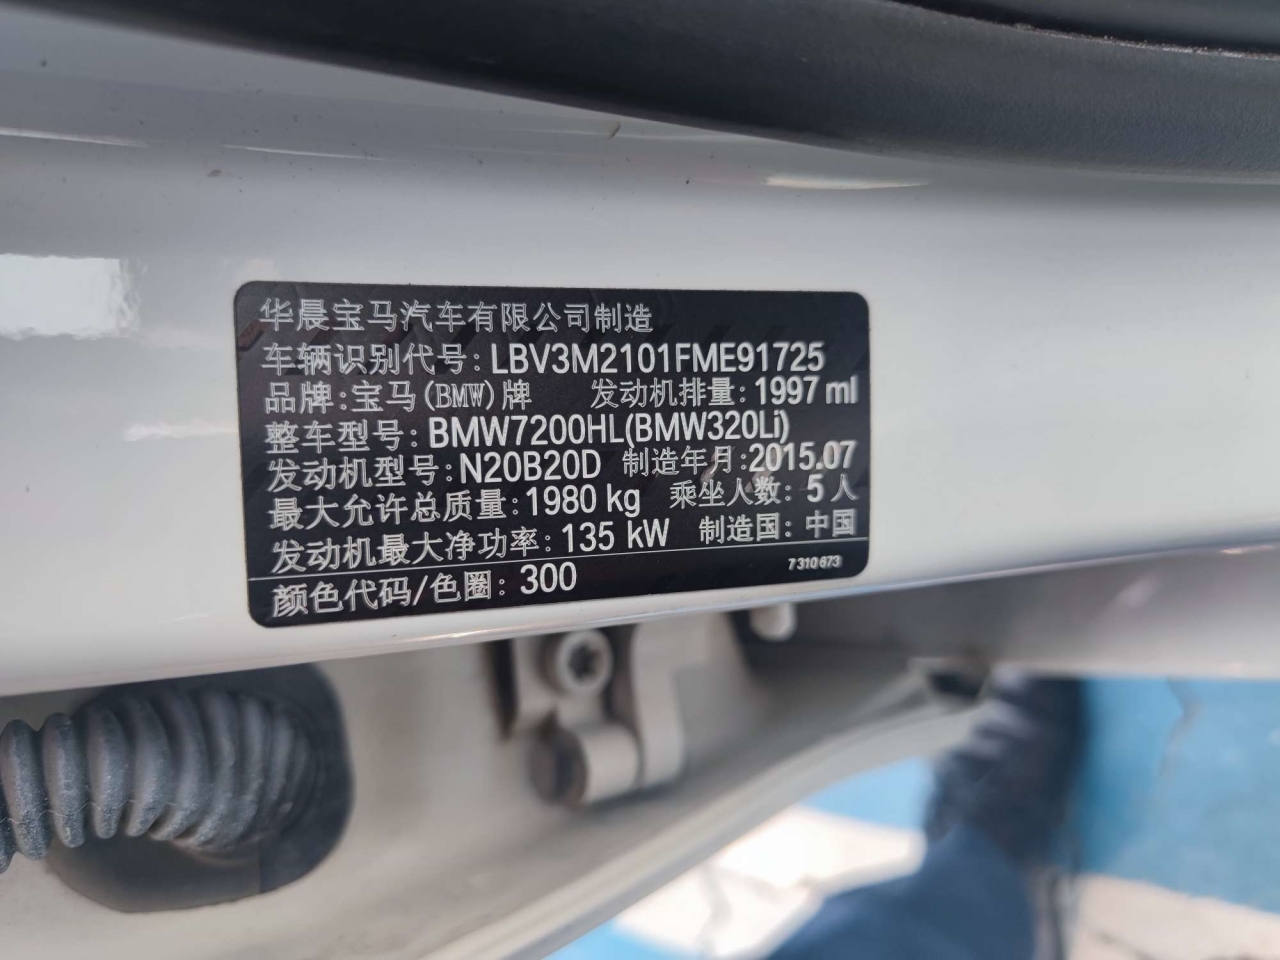 华晨宝马汽车有限公司制造
车辆识别代号:LBV3M2101FME91725
品牌:宝马(BMW)牌 发动机排量:1997 ml
整车型号:BMW7200HL(BMW320Li)
发动机型号:N20B20D 制造年月:2015.07
最大允许总质量:1980 kg 乘坐人数:5人
发动机最大净功率:135 kW 制造国:中国
颜色代码/色圈:300 7310673